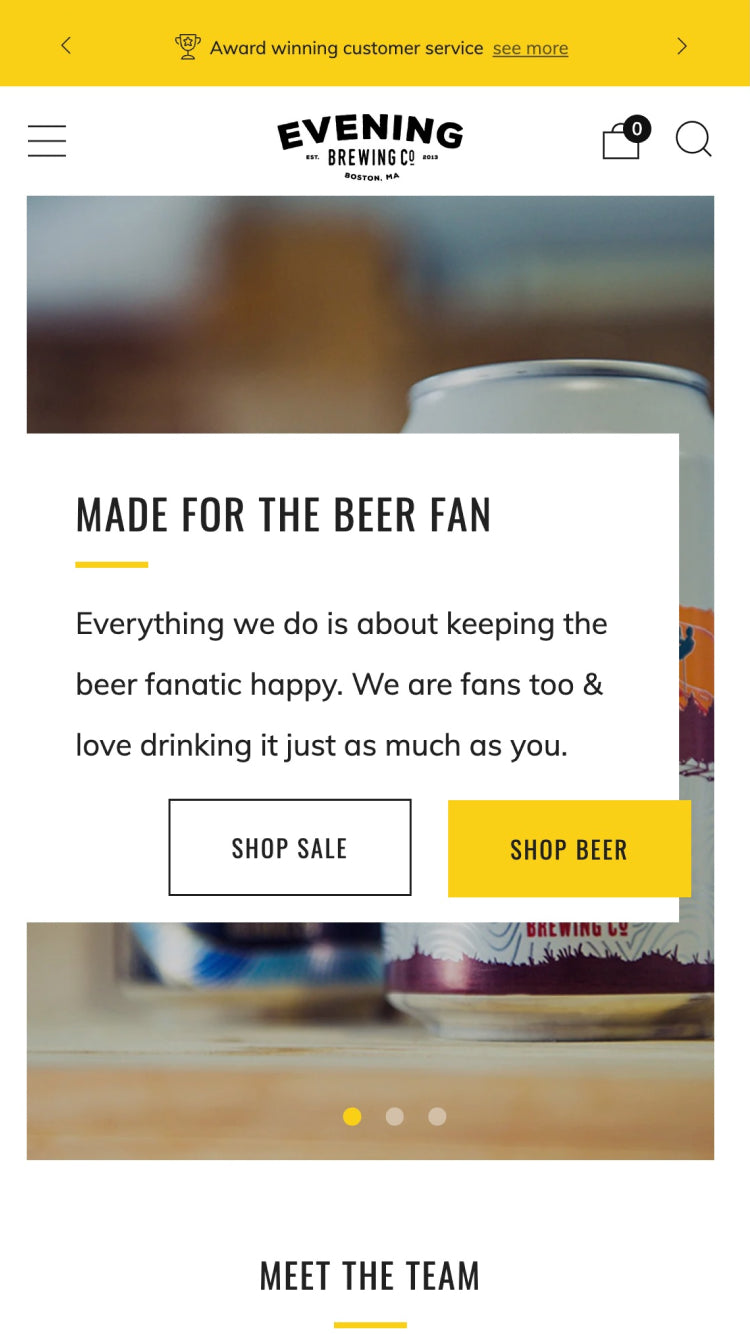 Award winning customer service see more
0
EVENING
EST. BREWING CO 2013
BOSTON, MA
MADE FOR THE BEER FAN
Everything we do is about keeping the
beer fanatic happy. We are fans too &
love drinking it just as much as you.
SHOP SALE
SHOP BEER
BREWING CO
MEET THE TEAM